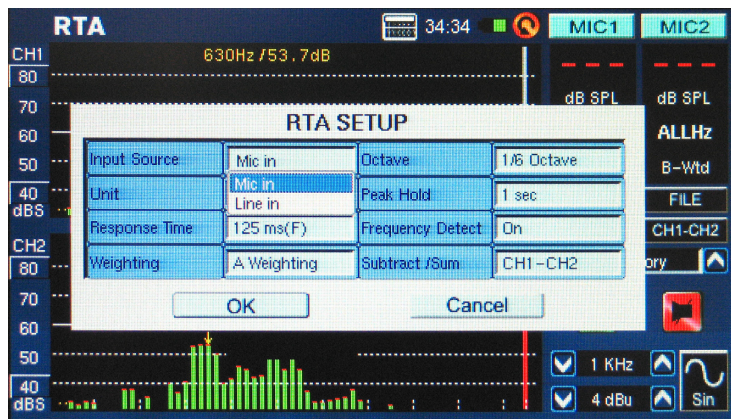 RTA
34:34
MIC1
MIC2
CH1
630Hz /53.7dB
80
70
60
50
40
dBS
--- ---
dB SPL
dB SPL
ALLHz
B-Wtd
FILE
CH1-CH2
ory
RTA SETUP
Input Source
Mic in
Octave
1/6 Octave
Mic in
Line in
Unit
Peak Hold
1 sec
Response Time
125 ms(F)
Frequency Detect
On
Weighting
A Weighting
Subtract /Sum
CH1-CH2
OK
Cancel
CH2
80
70
60
50
40
dBS
1 KHz
4 dBu
Sin